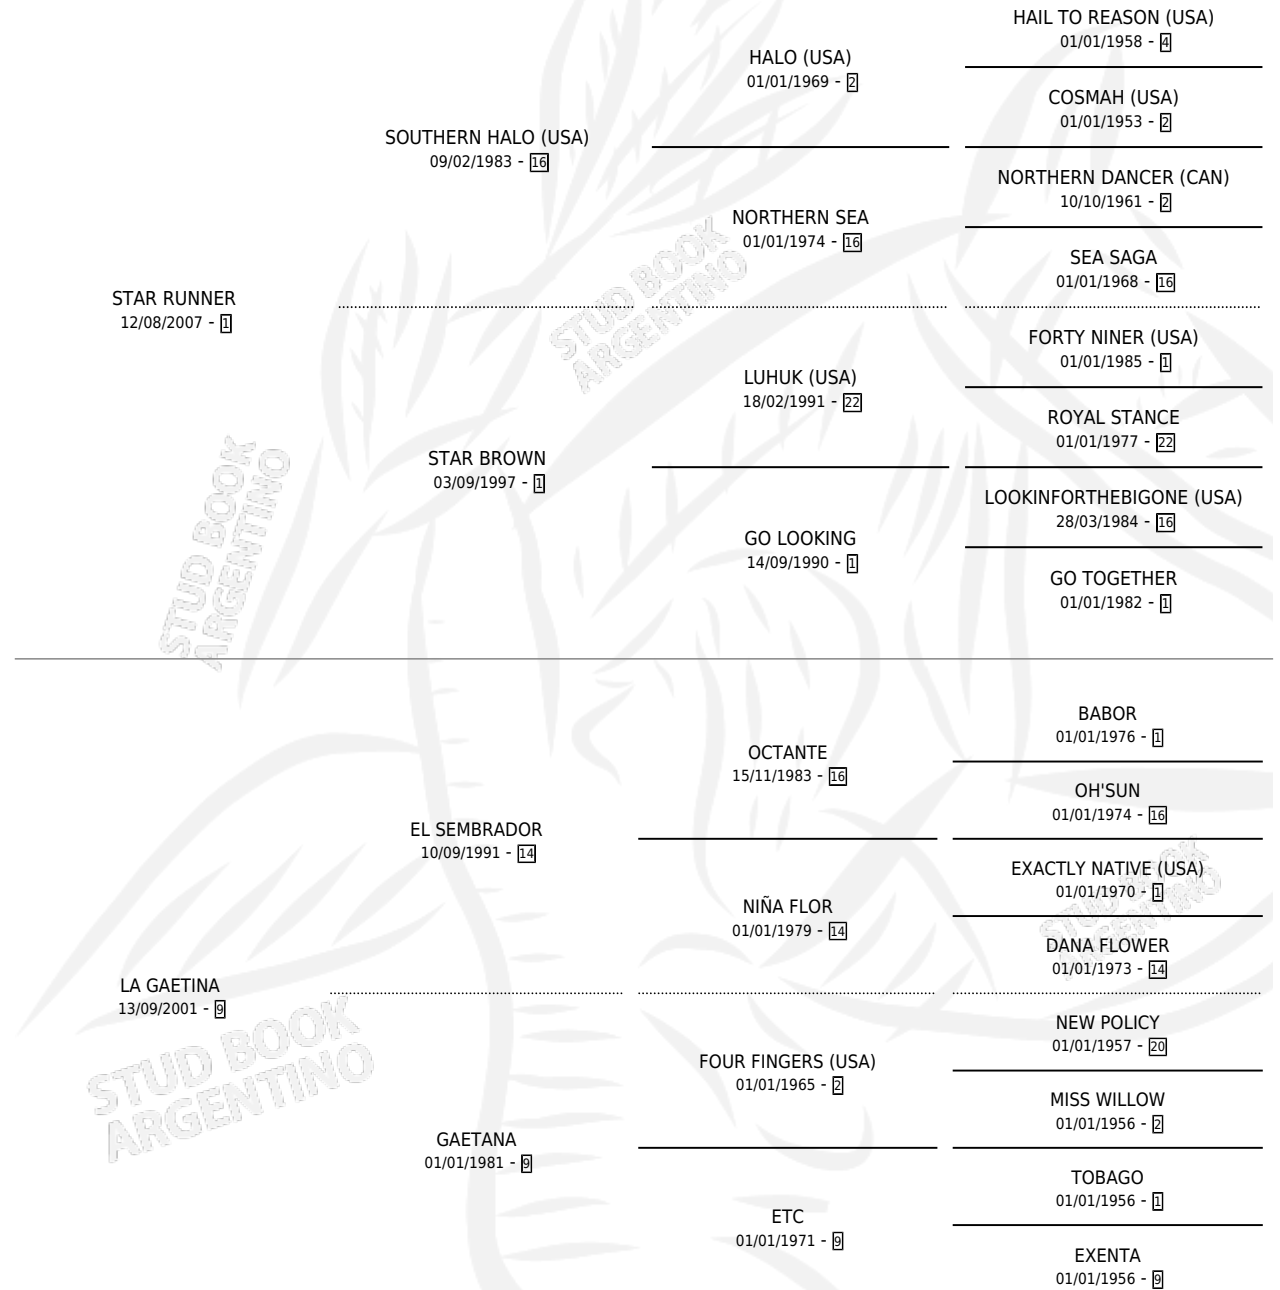 HAIL TO REASON (USA)
01/01/1958 - 4
HALO (USA)
01/01/1969 - 2
COSMAH (USA)
01/01/1953 - 2
SOUTHERN HALO (USA)
09/02/1983 - 16
NORTHERN DANCER (CAN)
10/10/1961 - 2
NORTHERN SEA
01/01/1974 - 16
SEA SAGA
01/01/1968 - 16
STAR RUNNER
12/08/2007 - 1
STUD BOOK
ARGENTINO
FORTY NINER (USA)
01/01/1985 - 1
LUHUK (USA)
18/02/1991 - 22
ROYAL STANCE
01/01/1977 - 22
STAR BROWN
03/09/1997 - 1
LOOKINFORTHEBIGONE (USA)
28/03/1984 - 16
GO LOOKING
14/09/1990 - 1
GO TOGETHER
01/01/1982 - 1
STUD BOOK
ARGENTINO
BABOR
01/01/1976 - 1
OCTANTE
15/11/1983 - 16
OH'SUN
01/01/1974 - 16
EL SEMBRADOR
10/09/1991 - 14
EXACTLY NATIVE (USA)
01/01/1970 - 1
NIÑA FLOR
01/01/1979 - 14
STUD BOOK
ARGENTINO
DANA FLOWER
01/01/1973 - 14
LA GAETINA
13/09/2001 - 9
STUD BOOK
ARGENTINO
NEW POLICY
01/01/1957 - 20
FOUR FINGERS (USA)
01/01/1965 - 2
MISS WILLOW
01/01/1956 - 2
GAETANA
01/01/1981 - 9
TOBAGO
01/01/1956 - 1
ETC
01/01/1971 - 9
EXENTA
01/01/1956 - 9